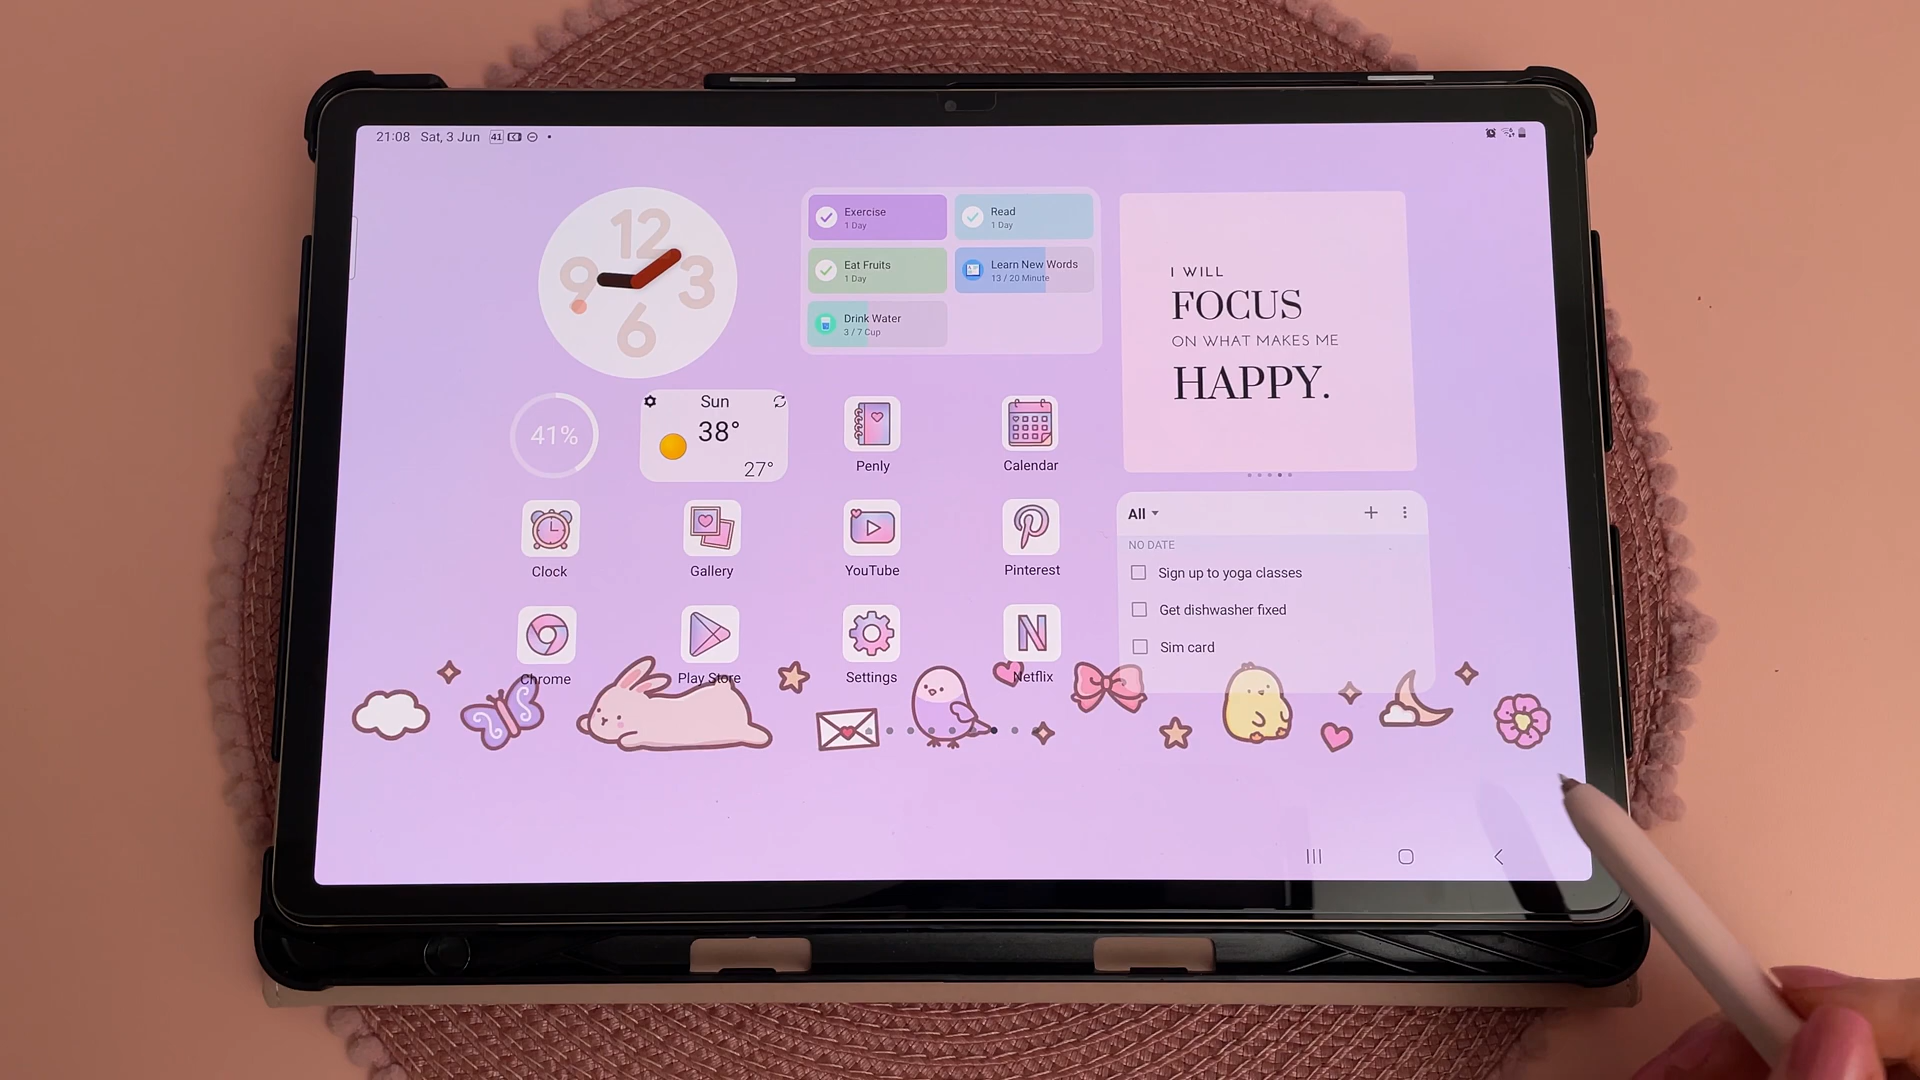 21:08 Sat, 3 Jun 41
12
9 3
6
Exercise
1 Day
Read
1 Day
Eat Fruits
1 Day
Learn New Words
13 / 20 Minute
Drink Water
3 / 7 Cup
I WILL
FOCUS
ON WHAT MAKES ME
HAPPY.
41%
Sun
38°
27°
Penly
Calendar
Clock
Gallery
YouTube
Pinterest
Chrome
Play Store
Settings
Netflix
All
NO DATE
Sign up to yoga classes
Get dishwasher fixed
Sim card